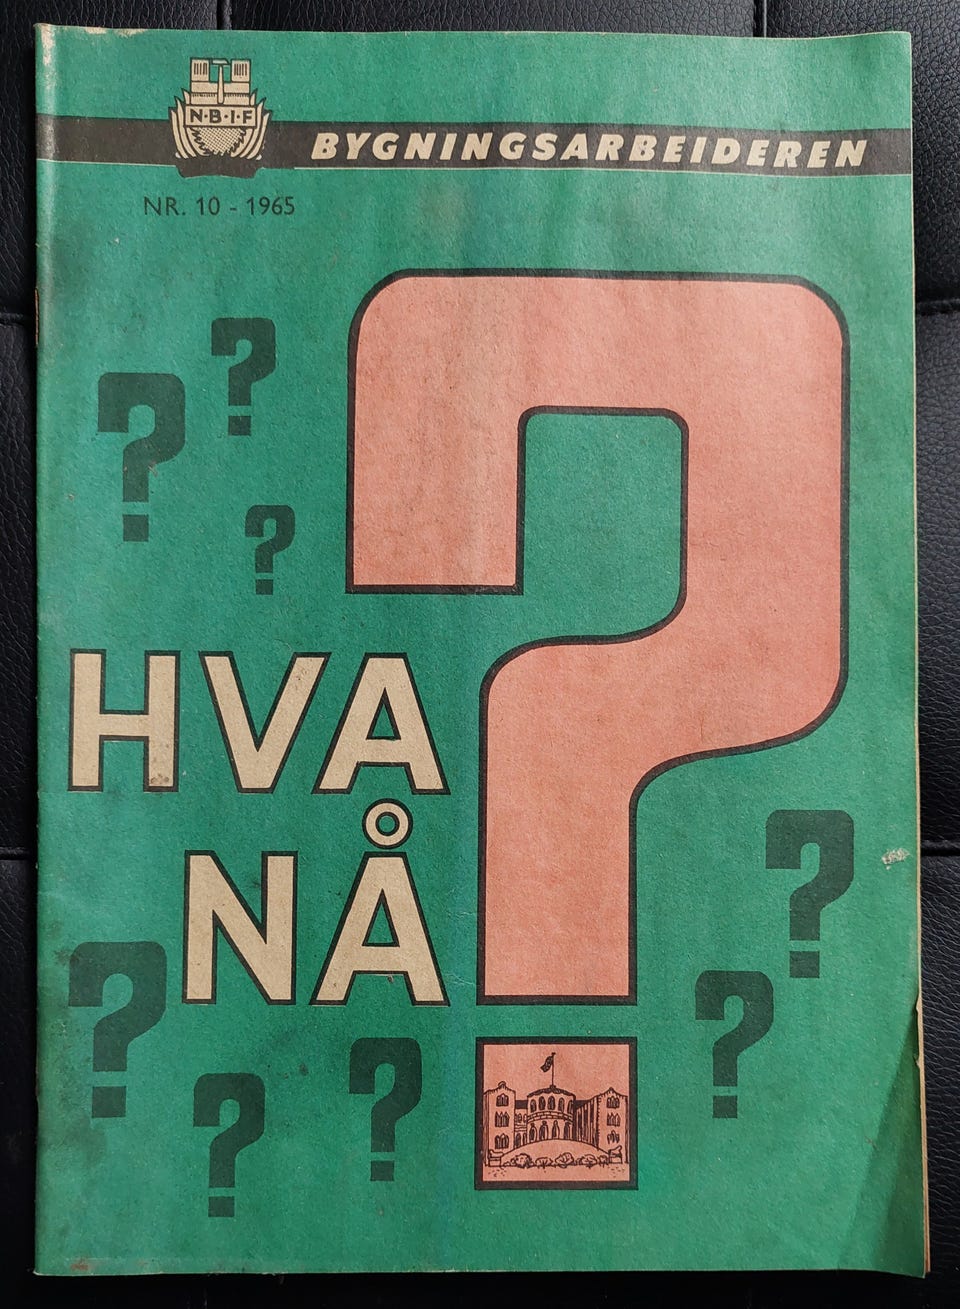 N·B·I·F
BYGNINGSARBEIDEREN
NR. 10 - 1965
? ? ?
HVA
NÅ ?
? ? ? ? ?